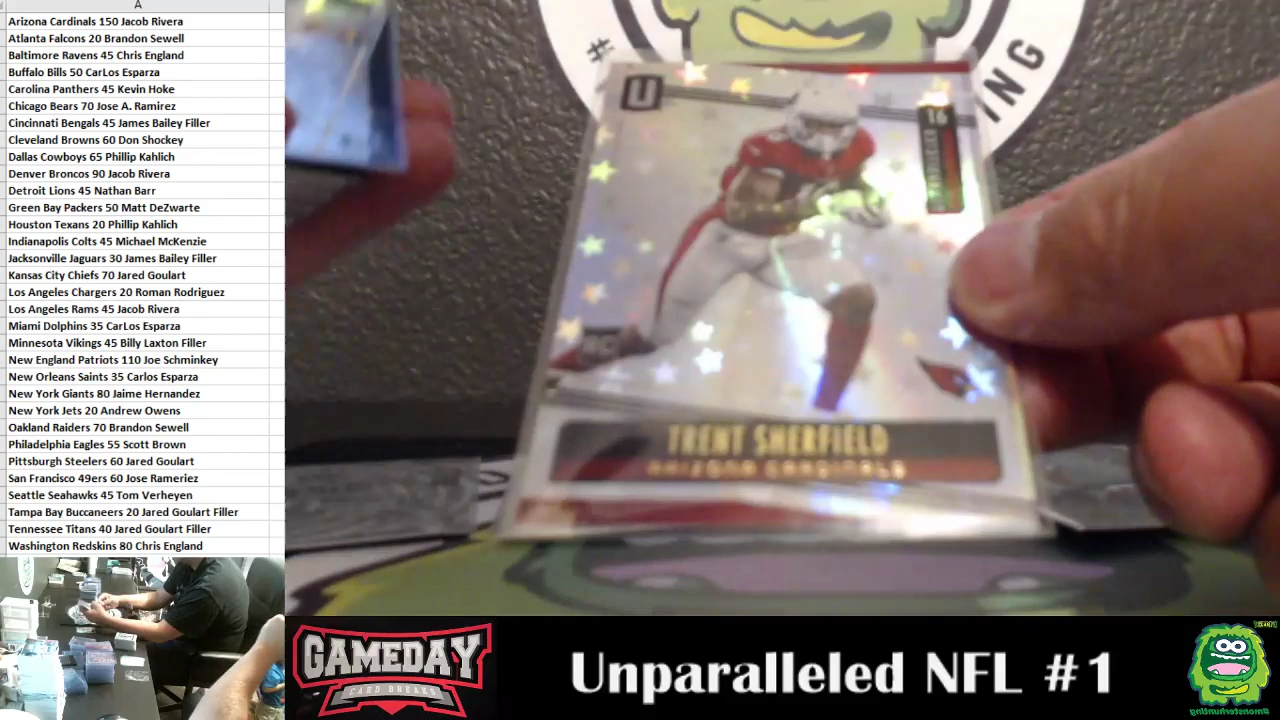 A
Arizona Cardinals 150 Jacob Rivera
Atlanta Falcons 20 Brandon Sewell
Baltimore Ravens 45 Chris England
Buffalo Bills 50 CarLos Esparza
Carolina Panthers 45 Kevin Hoke
Chicago Bears 70 Jose A. Ramirez
Cincinnati Bengals 45 James Bailey Filler
Cleveland Browns 60 Don Shockey
Dallas Cowboys 65 Phillip Kahlich
Denver Broncos 90 Jacob Rivera
Detroit Lions 45 Nathan Barr
Green Bay Packers 50 Matt DeZwarte
Houston Texans 20 Phillip Kahlich
Indianapolis Colts 45 Michael McKenzie
Jacksonville Jaguars 30 James Bailey Filler
Kansas City Chiefs 70 Jared Goulart
Los Angeles Chargers 20 Roman Rodriguez
Los Angeles Rams 45 Jacob Rivera
Miami Dolphins 35 CarLos Esparza
Minnesota Vikings 45 Billy Laxton Filler
New England Patriots 110 Joe Schminkey
New Orleans Saints 35 Carlos Esparza
New York Giants 80 Jaime Hernandez
New York Jets 20 Andrew Owens
Oakland Raiders 70 Brandon Sewell
Philadelphia Eagles 55 Scott Brown
Pittsburgh Steelers 60 Jared Goulart
San Francisco 49ers 60 Jose Rameriez
Seattle Seahawks 45 Tom Verheyen
Tampa Bay Buccaneers 20 Jared Goulart Filler
Tennessee Titans 40 Jared Goulart Filler
Washington Redskins 80 Chris England
#
ING
U
16
RC
TRENT SHERFIELD
ARIZONA CARDINALS
GAMEDAY
CARD BREAKS
Unparalleled NFL #1
#monsterhunting